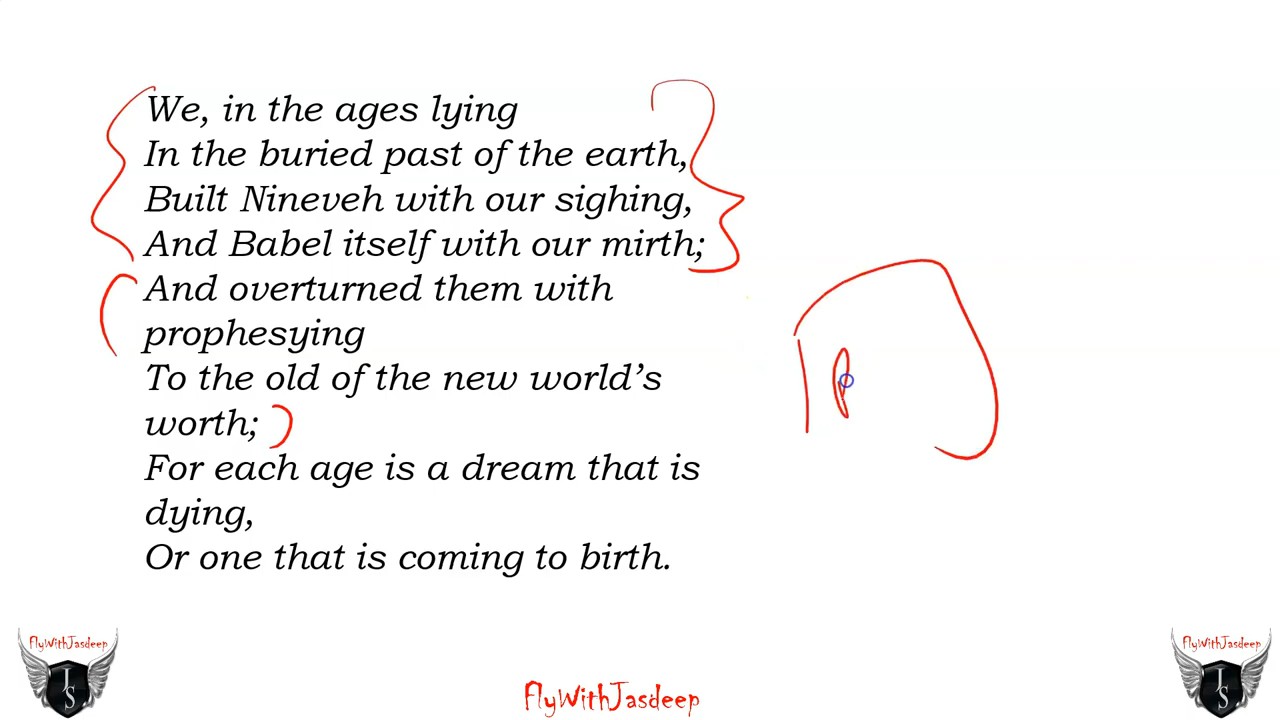 We, in the ages lying
In the buried past of the earth,
Built Nineveh with our sighing,
And Babel itself with our mirth;
And overturned them with
prophesying
To the old of the new world's
worth;
For each age is a dream that is
dying,
Or one that is coming to birth.
FlyWithJasdeep
JS
FlyWithJasdeep
FlyWithJasdeep
JS